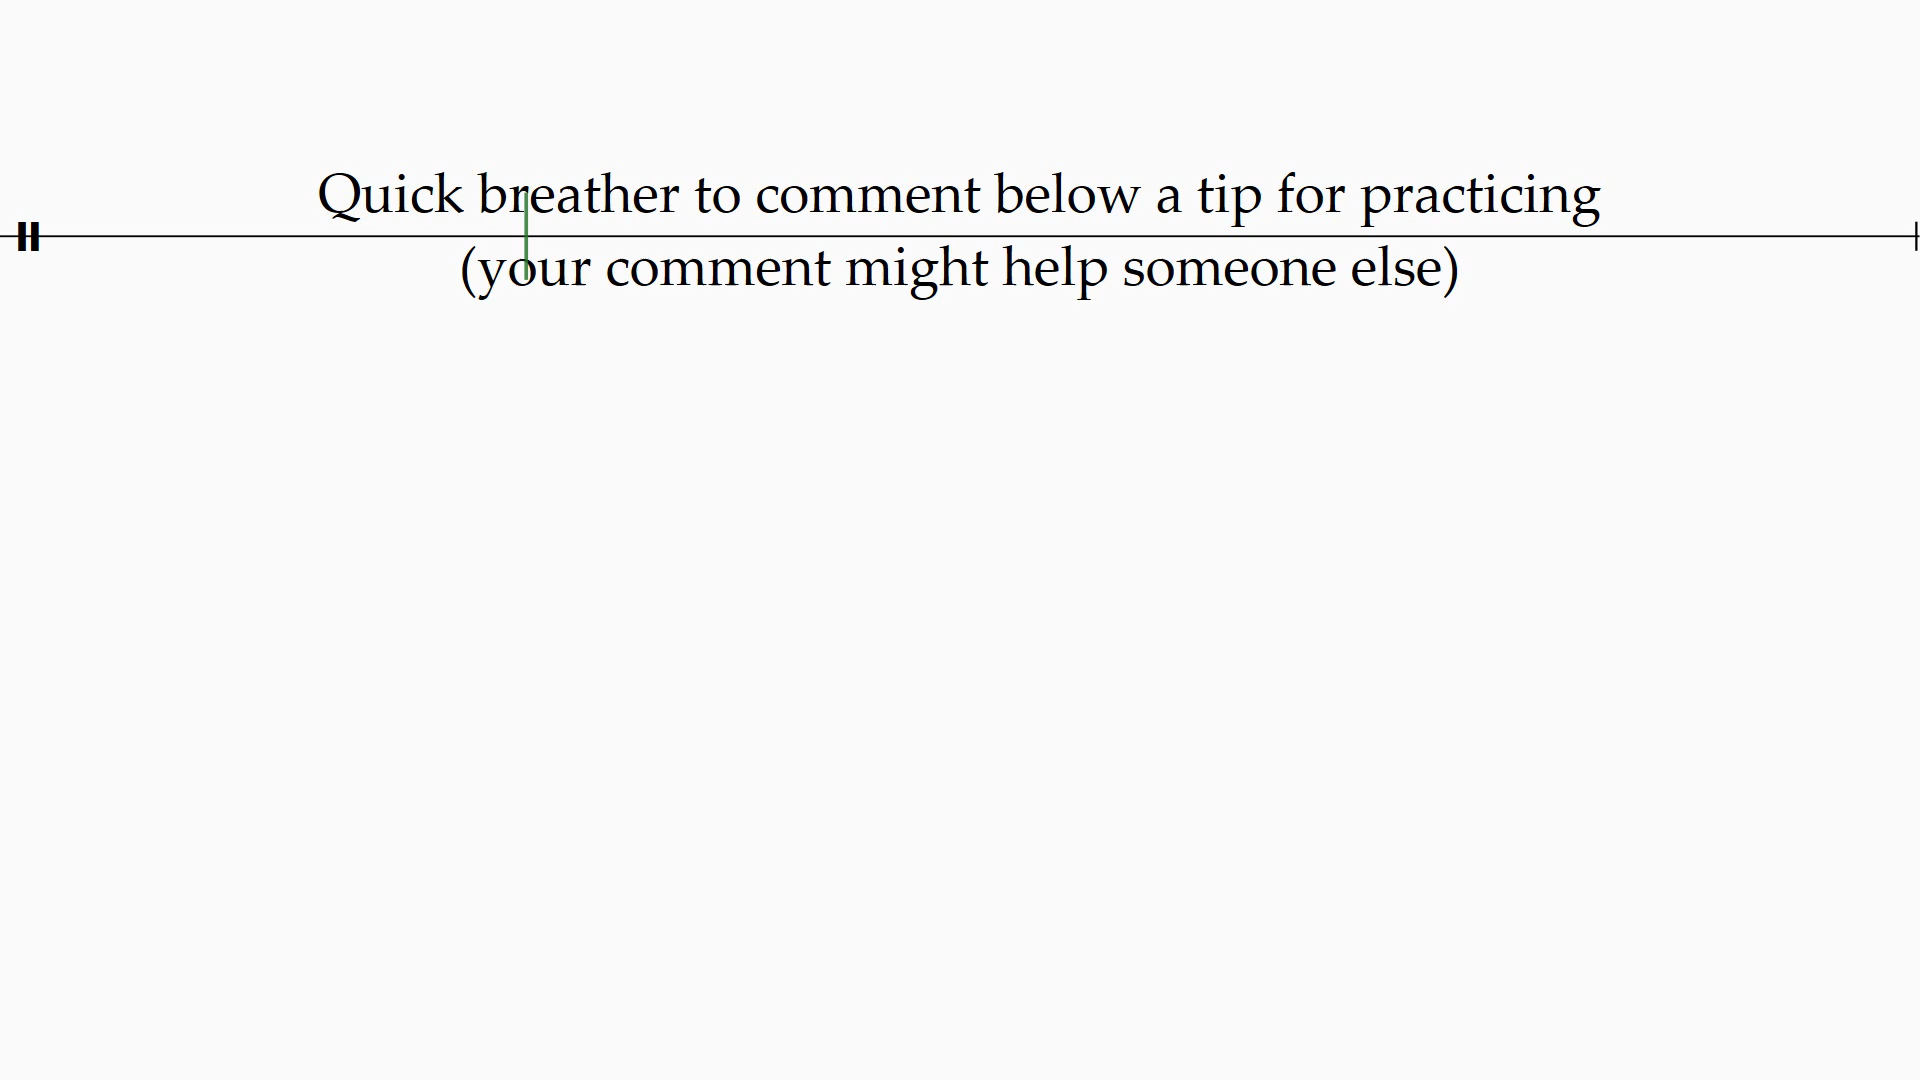 Quick breather to comment below a tip for practicing
(your comment might help someone else)